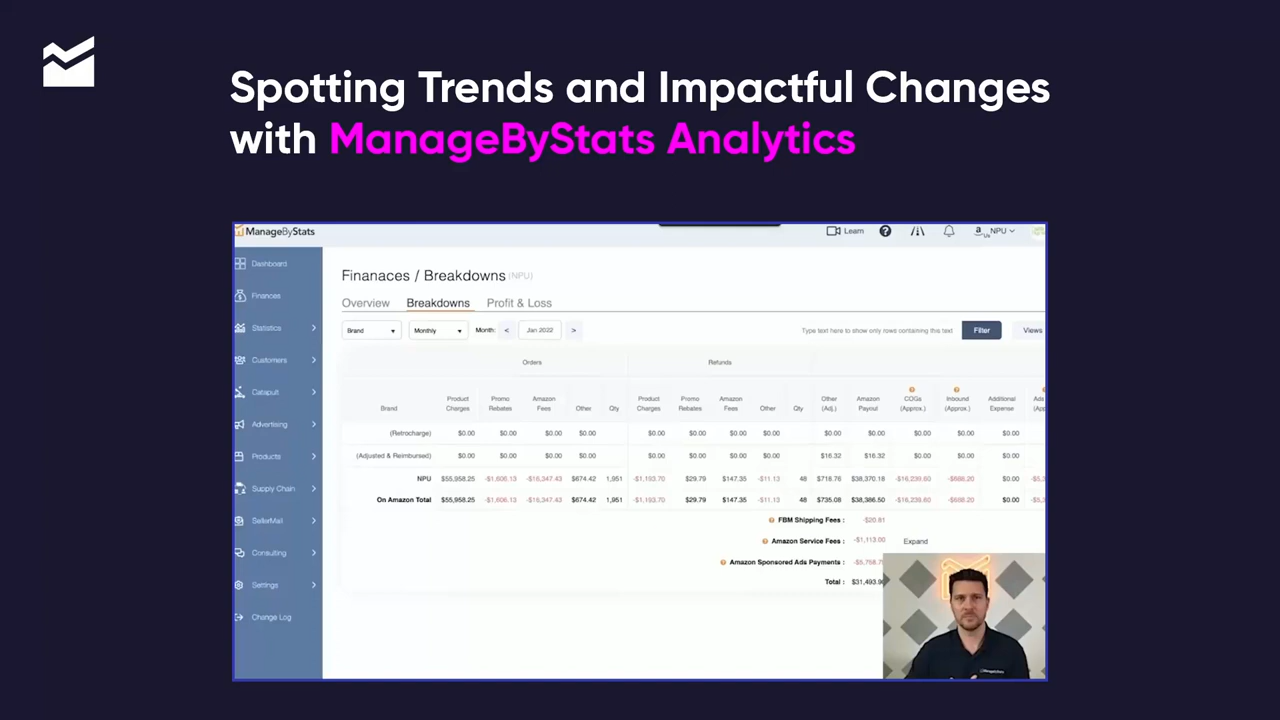 Spotting Trends and Impactful Changes
with ManageByStats Analytics
ManageByStats
Learn
NPU
Dashboard
Finances
Statistics
Customers
Catapult
Advertising
Products
Supply Chain
SellerMail
Consulting
Settings
Change Log
Finanaces / Breakdowns (NPU)
Overview Breakdowns Profit & Loss
Brand Monthly Month: < Jan 2022 > Type text here to show only rows containing this text Filter Views
Orders Refunds
Product Promo Amazon Product Promo Amazon Other Amazon COGs Inbound Additional Ads
Brand Charges Rebates Fees Other Qty Charges Rebates Fees Other Qty (Adj.) Payout (Approx.) (Approx.) Expense
(Retrocharge) $0.00 $0.00 $0.00 $0.00 $0.00 $0.00 $0.00 $0.00 $0.00 $0.00 $0.00 $0.00 $0.00
(Adjusted & Reimbursed) $0.00 $0.00 $0.00 $0.00 $0.00 $0.00 $0.00 $0.00 $16.32 $16.32 $0.00 $0.00 $0.00
NPU $55,958.25 -$1,606.13 -$16,347.43 $674.42 1,951 -$1,193.70 $29.79 $147.35 -$11.13 48 $718.76 $38,370.18 -$16,239.60 -$688.20 $0.00
On Amazon Total $55,958.25 -$1,606.13 -$16,347.43 $674.42 1,951 -$1,193.70 $29.79 $147.35 -$11.13 48 $735.08 $38,386.50 -$16,239.60 -$688.20 $0.00
FBM Shipping Fees : -$20.81
Amazon Service Fees : -$1,113.00 Expand
Amazon Sponsored Ads Payments :
Total :